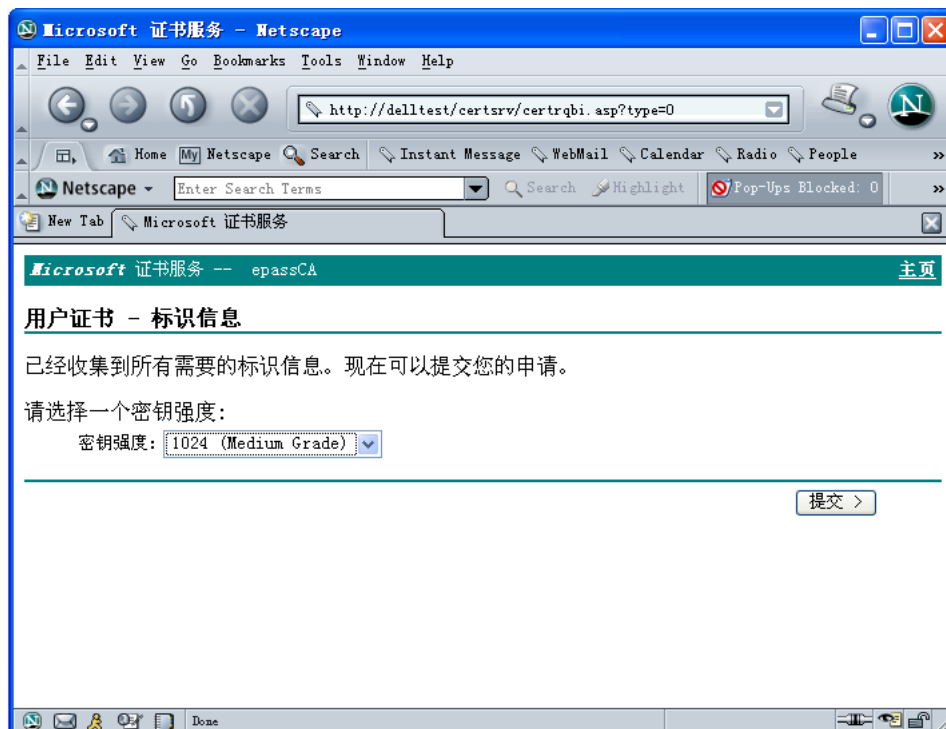 Microsoft 证书服务 - Netscape
File Edit View Go Bookmarks Tools Window Help
http://delltest/certsrv/certrqbi.asp?type=0
Home My Netscape Search Instant Message WebMail Calendar Radio People »
Netscape Enter Search Terms Search Highlight Pop-Ups Blocked: 0 »
New Tab Microsoft 证书服务
Microsoft 证书服务 -- epassCA 主页
用户证书 - 标识信息
已经收集到所有需要的标识信息。现在可以提交您的申请。
请选择一个密钥强度:
密钥强度: 1024 (Medium Grade)
提交 >
Done